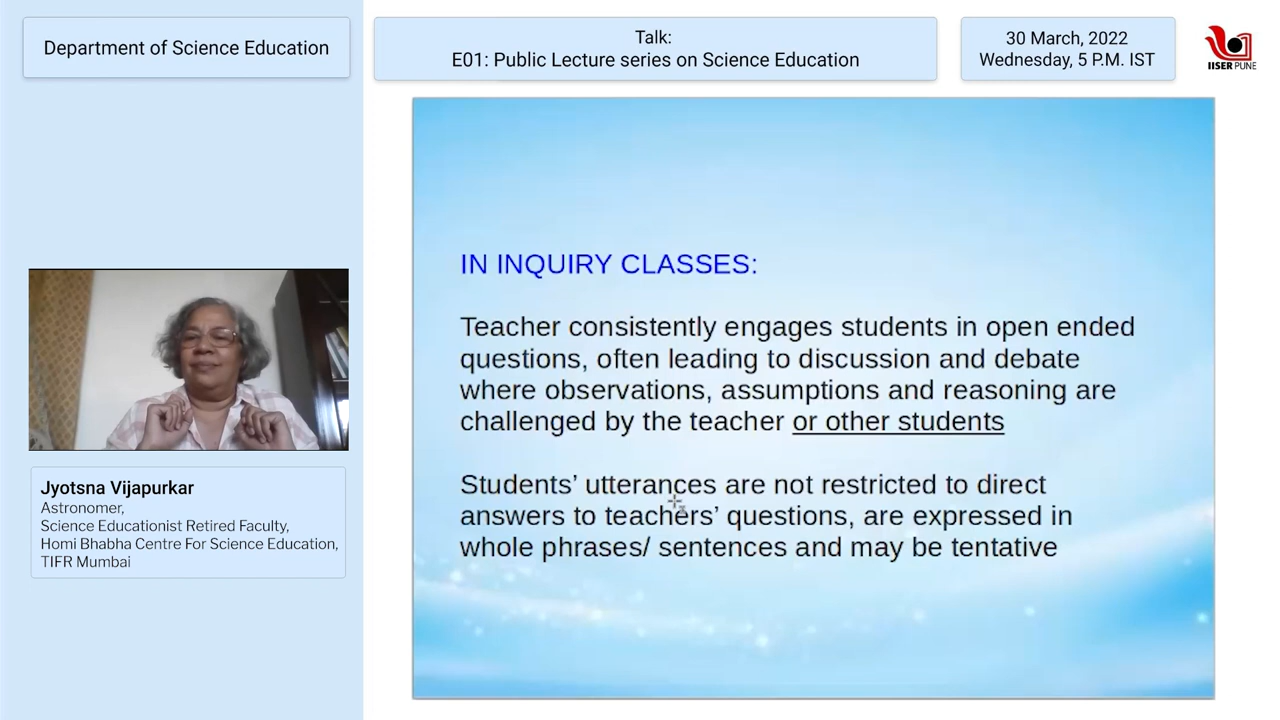 Department of Science Education
Talk:
E01: Public Lecture series on Science Education
30 March, 2022
Wednesday, 5 P.M. IST
IISER PUNE
IN INQUIRY CLASSES:
Teacher consistently engages students in open ended
questions, often leading to discussion and debate
where observations, assumptions and reasoning are
challenged by the teacher or other students
Students’ utterances are not restricted to direct
answers to teachers’ questions, are expressed in
whole phrases/ sentences and may be tentative
Jyotsna Vijapurkar
Astronomer,
Science Educationist Retired Faculty,
Homi Bhabha Centre For Science Education,
TIFR Mumbai